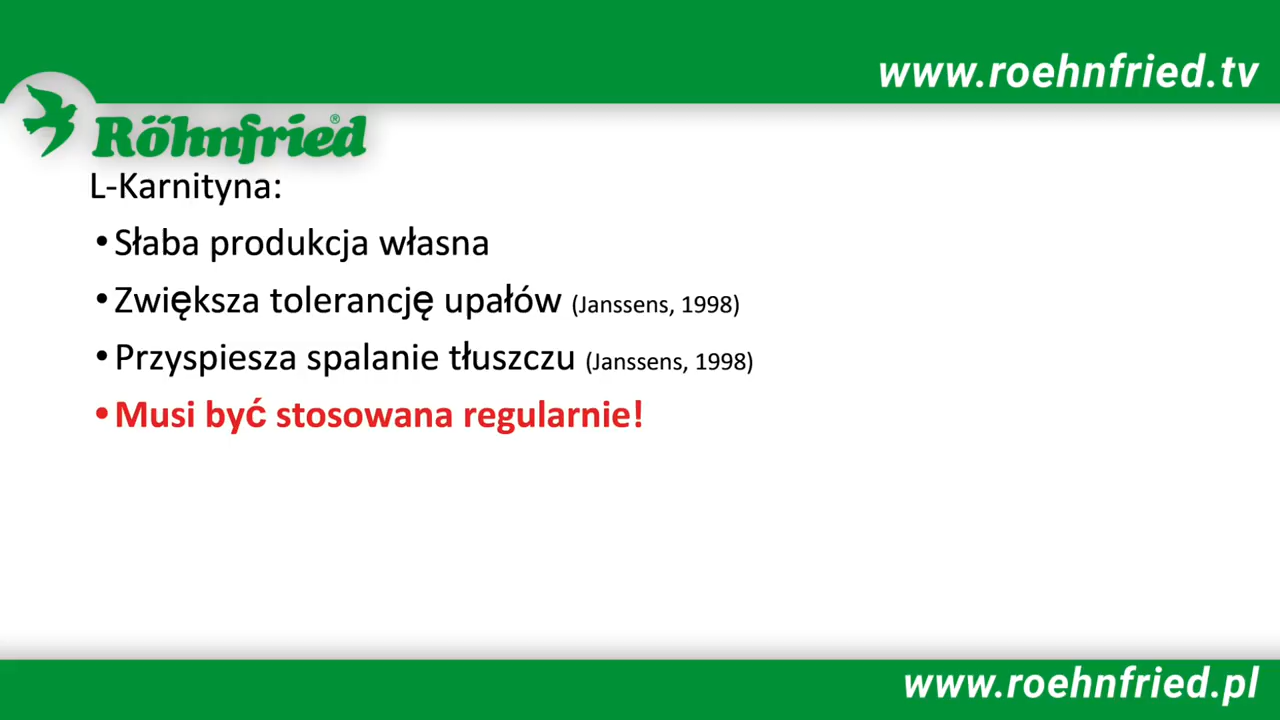 www.roehnfried.tv
Röhnfried®
L-Karnityna:
•Słaba produkcja własna
•Zwiększa tolerancję upałów (Janssens, 1998)
•Przyspiesza spalanie tłuszczu (Janssens, 1998)
•Musi być stosowana regularnie!
www.roehnfried.pl